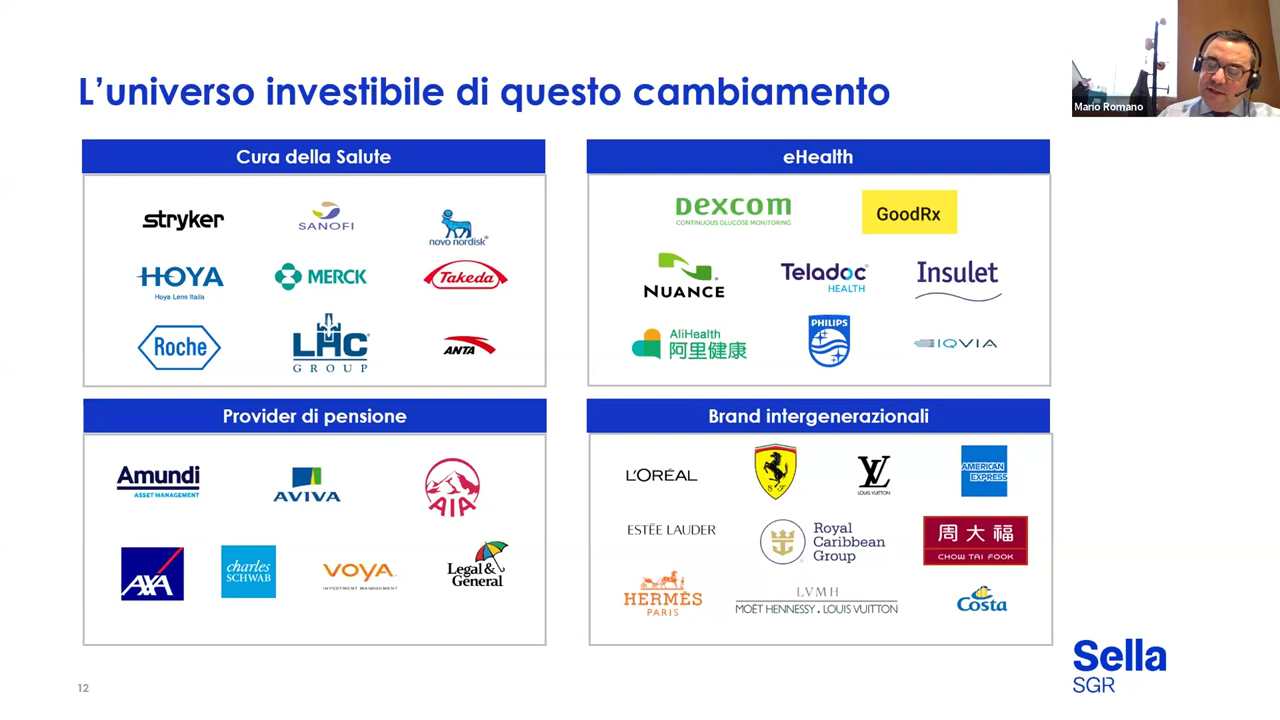 L'universo investibile di questo cambiamento
Mario Romano
Cura della Salute
stryker
SANOFI
novo nordisk®
HOYA
Hoya Lens Italia
MERCK
Takeda
Roche
LHC®
GROUP
ANTA
eHealth
Dexcom
CONTINUOUS GLUCOSE MONITORING
GoodRx
NUANCE
Teladoc®
HEALTH
Insulet
AliHealth
阿里健康
PHILIPS
IQVIA
Provider di pensione
Amundi
ASSET MANAGEMENT
AVIVA
AIA
AXA
charles
SCHWAB
VOYA
INVESTMENT MANAGEMENT
Legal &
General
Brand intergenerazionali
L'ORÉAL
S F
LV
LOUIS VUITTON
AMERICAN
EXPRESS
ESTĒE LAUDER
Royal
Caribbean
Group
周大福
CHOW TAI FOOK
HERMÈS
PARIS
LVMH
MOËT HENNESSY. LOUIS VUITTON
Costa
12
Sella
SGR